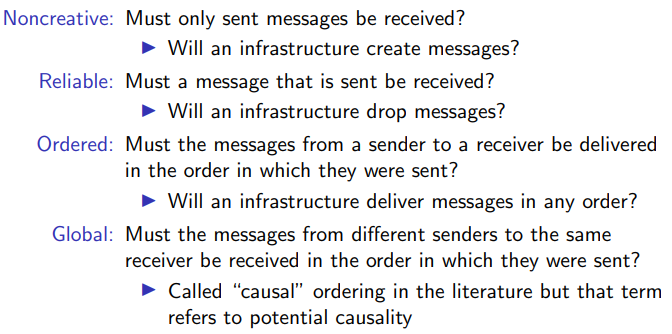 Noncreative: Must only sent messages be received?
▶ Will an infrastructure create messages?
Reliable: Must a message that is sent be received?
▶ Will an infrastructure drop messages?
Ordered: Must the messages from a sender to a receiver be delivered
in the order in which they were sent?
▶ Will an infrastructure deliver messages in any order?
Global: Must the messages from different senders to the same
receiver be received in the order in which they were sent?
▶ Called “causal” ordering in the literature but that term
refers to potential causality